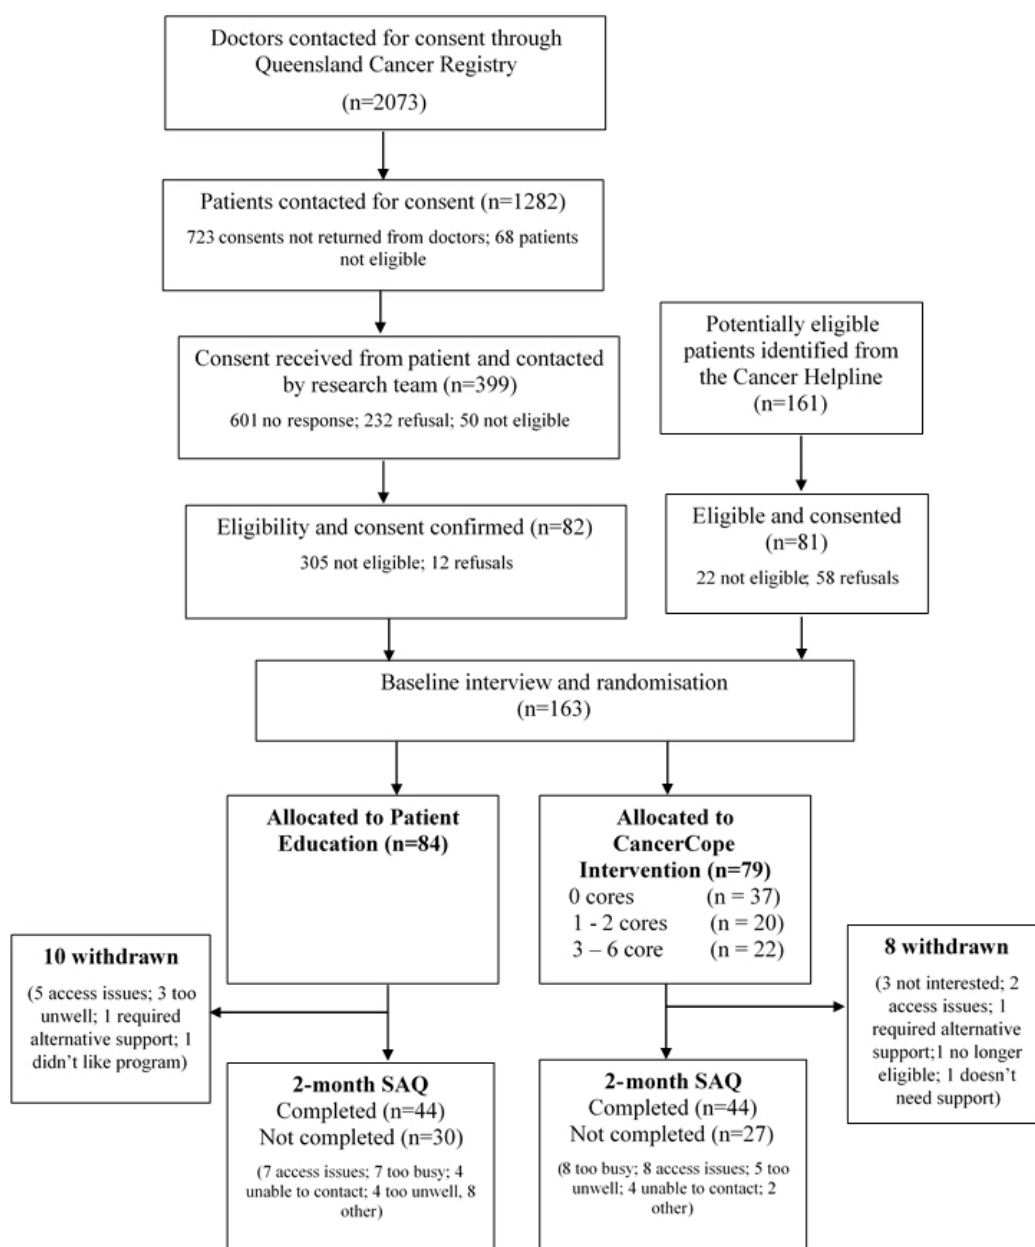 Doctors contacted for consent through
Queensland Cancer Registry
(n=2073)
Patients contacted for consent (n=1282)
723 consents not returned from doctors; 68 patients
not eligible
Consent received from patient and contacted
by research team (n=399)
601 no response; 232 refusal; 50 not eligible
Potentially eligible
patients identified from
the Cancer Helpline
(n=161)
Eligibility and consent confirmed (n=82)
305 not eligible; 12 refusals
Eligible and consented
(n=81)
22 not eligible; 58 refusals
Baseline interview and randomisation
(n=163)
Allocated to Patient
Education (n=84)
Allocated to
CancerCope
Intervention (n=79)
0 cores (n = 37)
1 - 2 cores (n = 20)
3 – 6 core (n = 22)
10 withdrawn
(5 access issues; 3 too
unwell; 1 required
alternative support; 1
didn't like program)
8 withdrawn
(3 not interested; 2
access issues; 1
required alternative
support;1 no longer
eligible; 1 doesn't
need support)
2-month SAQ
Completed (n=44)
Not completed (n=30)
(7 access issues; 7 too busy; 4
unable to contact; 4 too unwell, 8
other)
2-month SAQ
Completed (n=44)
Not completed (n=27)
(8 too busy; 8 access issues; 5 too
unwell; 4 unable to contact; 2
other)